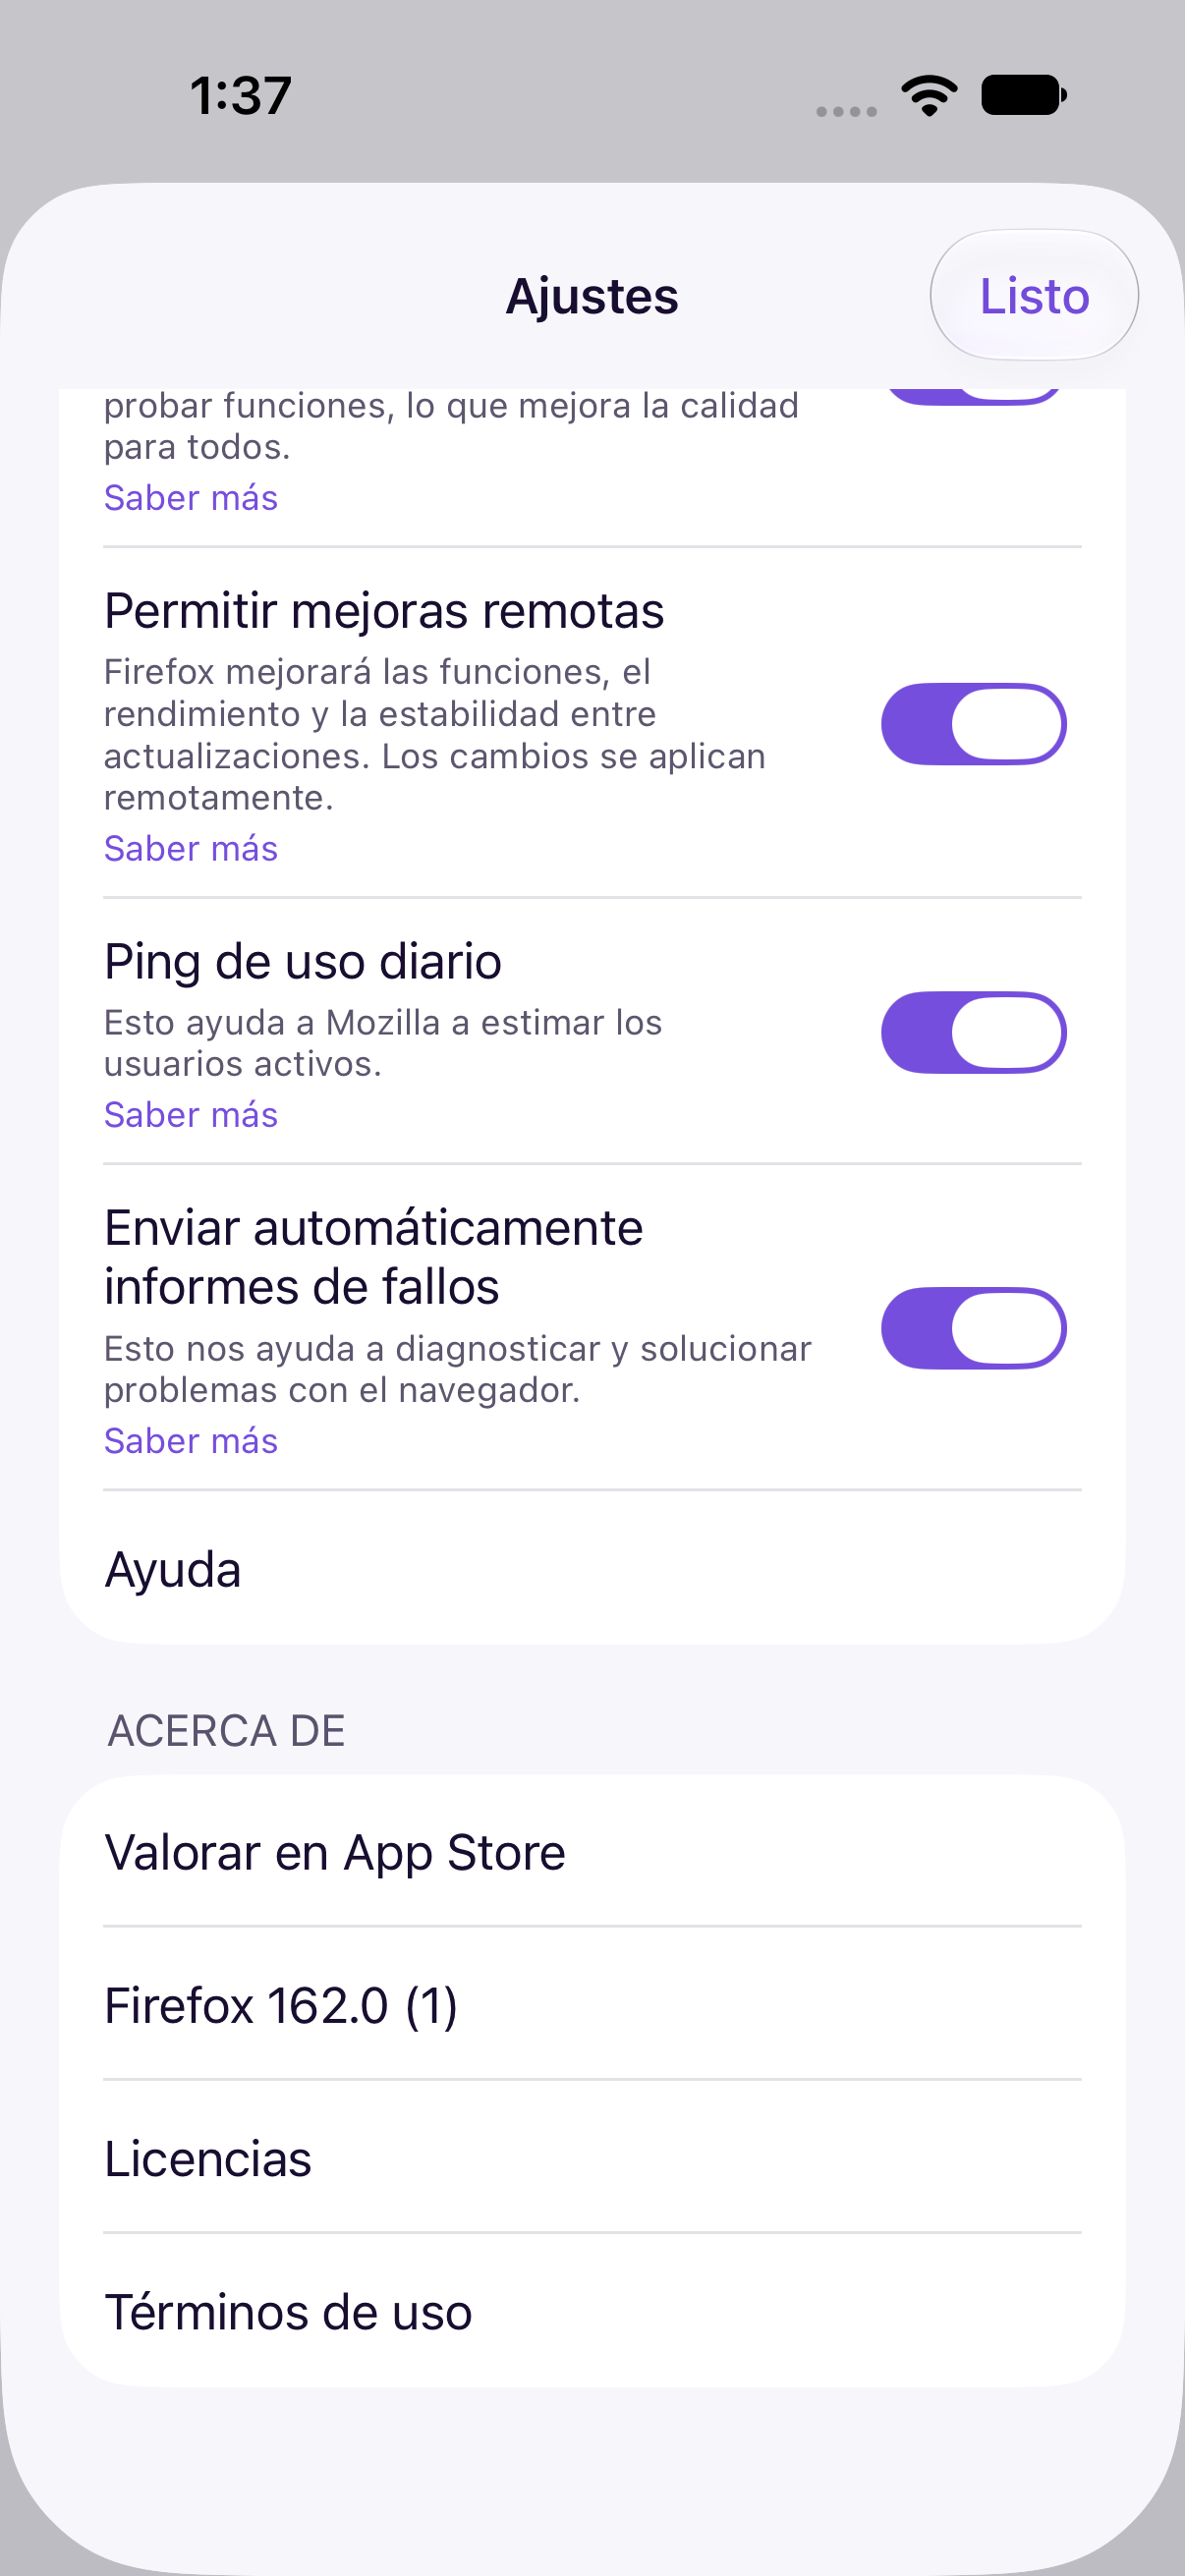 1:37
Ajustes
Listo
probar funciones, lo que mejora la calidad
para todos.
Saber más
Permitir mejoras remotas
Firefox mejorará las funciones, el
rendimiento y la estabilidad entre
actualizaciones. Los cambios se aplican
remotamente.
Saber más
Ping de uso diario
Esto ayuda a Mozilla a estimar los
usuarios activos.
Saber más
Enviar automáticamente
informes de fallos
Esto nos ayuda a diagnosticar y solucionar
problemas con el navegador.
Saber más
Ayuda
ACERCA DE
Valorar en App Store
Firefox 162.0 (1)
Licencias
Términos de uso